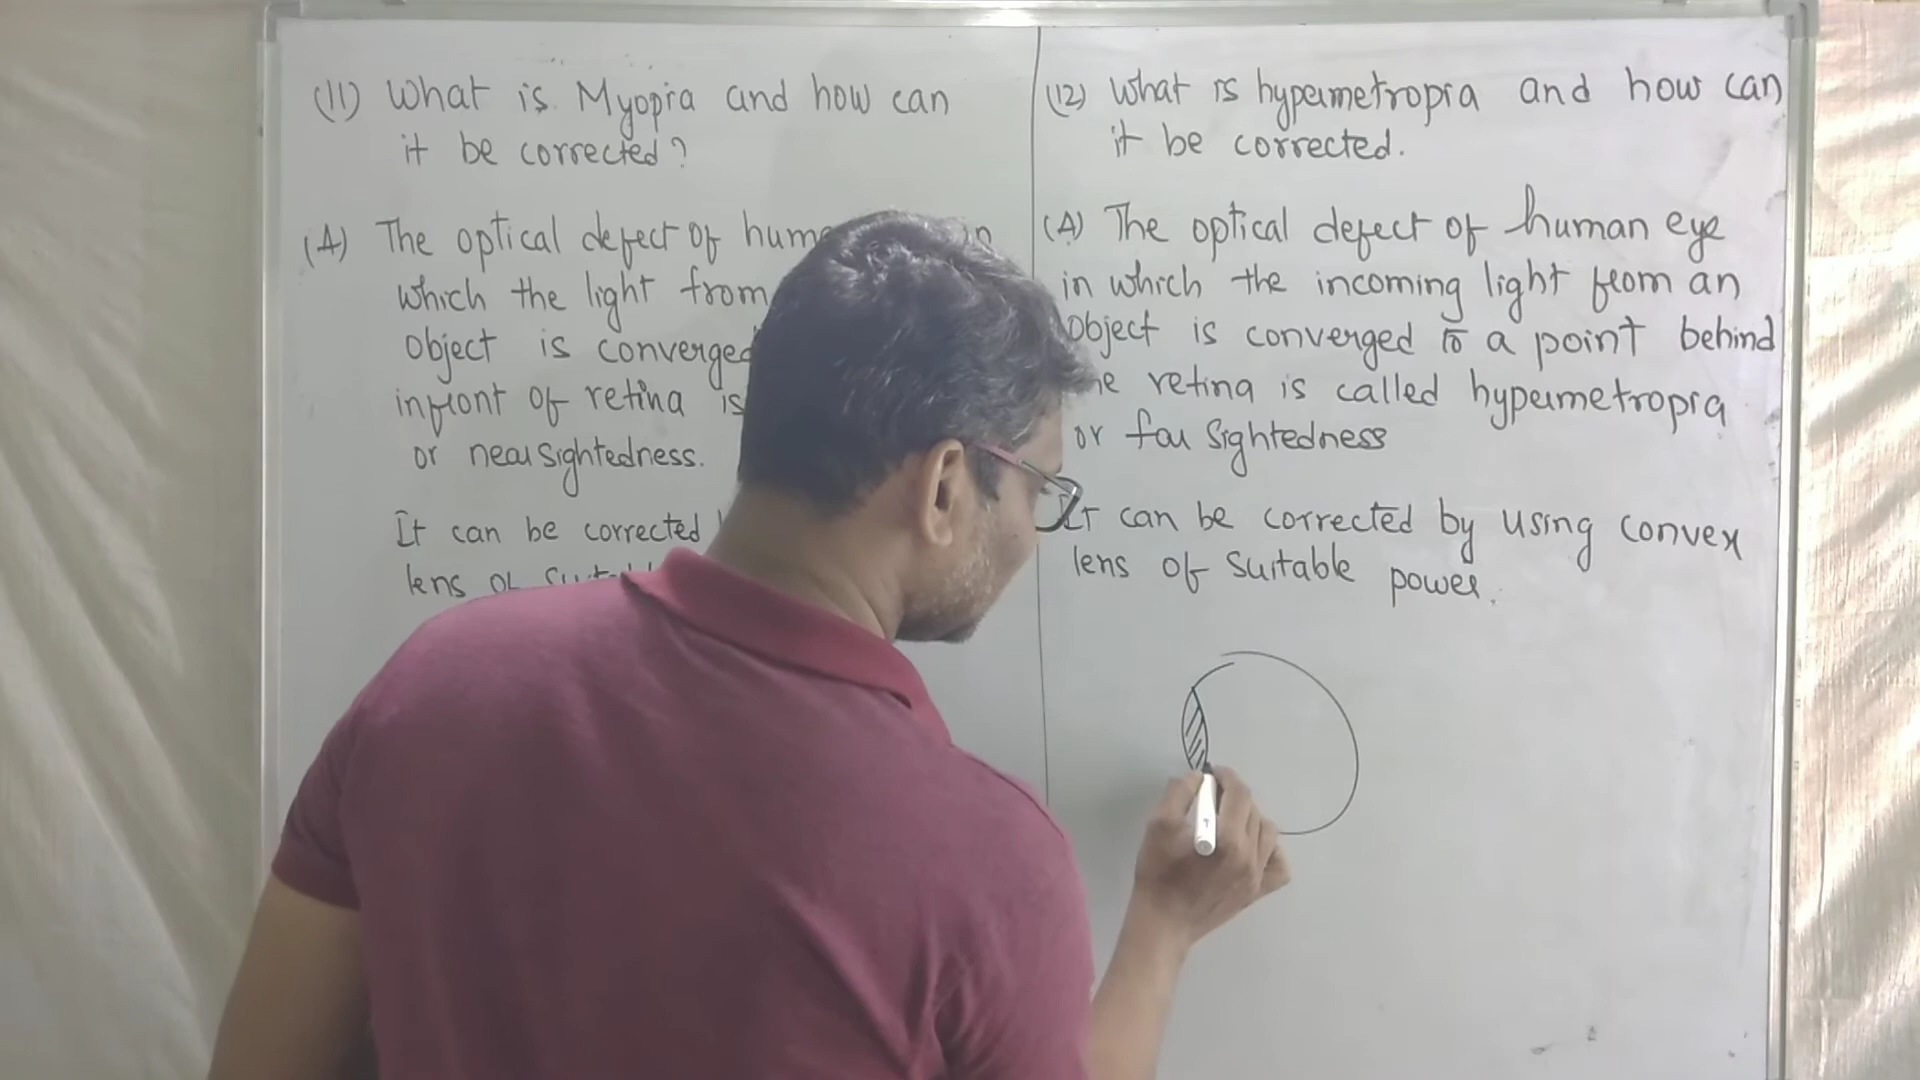 (11) What is Myopia and how can
it be corrected?
(A) The optical defect of
which the light from
object is converged
infront of retina is
or near sightedness.
It can be corrected
lens of
(12) What is hypermetropia and how can
it be corrected.
(A) The optical defect of human eye
in which the incoming light from an
object is converged to a point behind
retina is called hypermetropia
or far sightedness
It can be corrected by using convex
lens of suitable power.